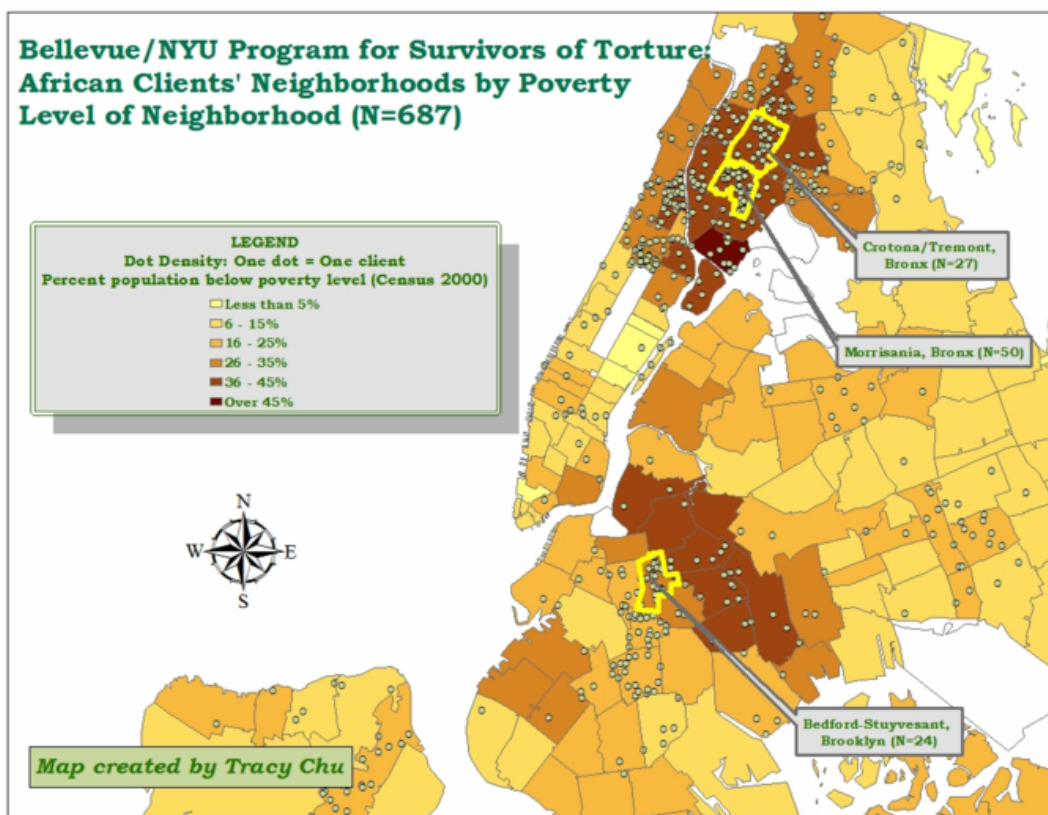 Bellevue/NYU Program for Survivors of Torture:
African Clients' Neighborhoods by Poverty
Level of Neighborhood (N=687)
LEGEND
Dot Density: One dot = One client
Percent population below poverty level (Census 2000)
Less than 5%
6 - 15%
16 - 25%
26 - 35%
36 - 45%
Over 45%
Crotona/Tremont,
Bronx (N=27)
Morrisania, Bronx (N=50)
N
W E
S
Bedford-Stuyvesant,
Brooklyn (N=24)
Map created by Tracy Chu